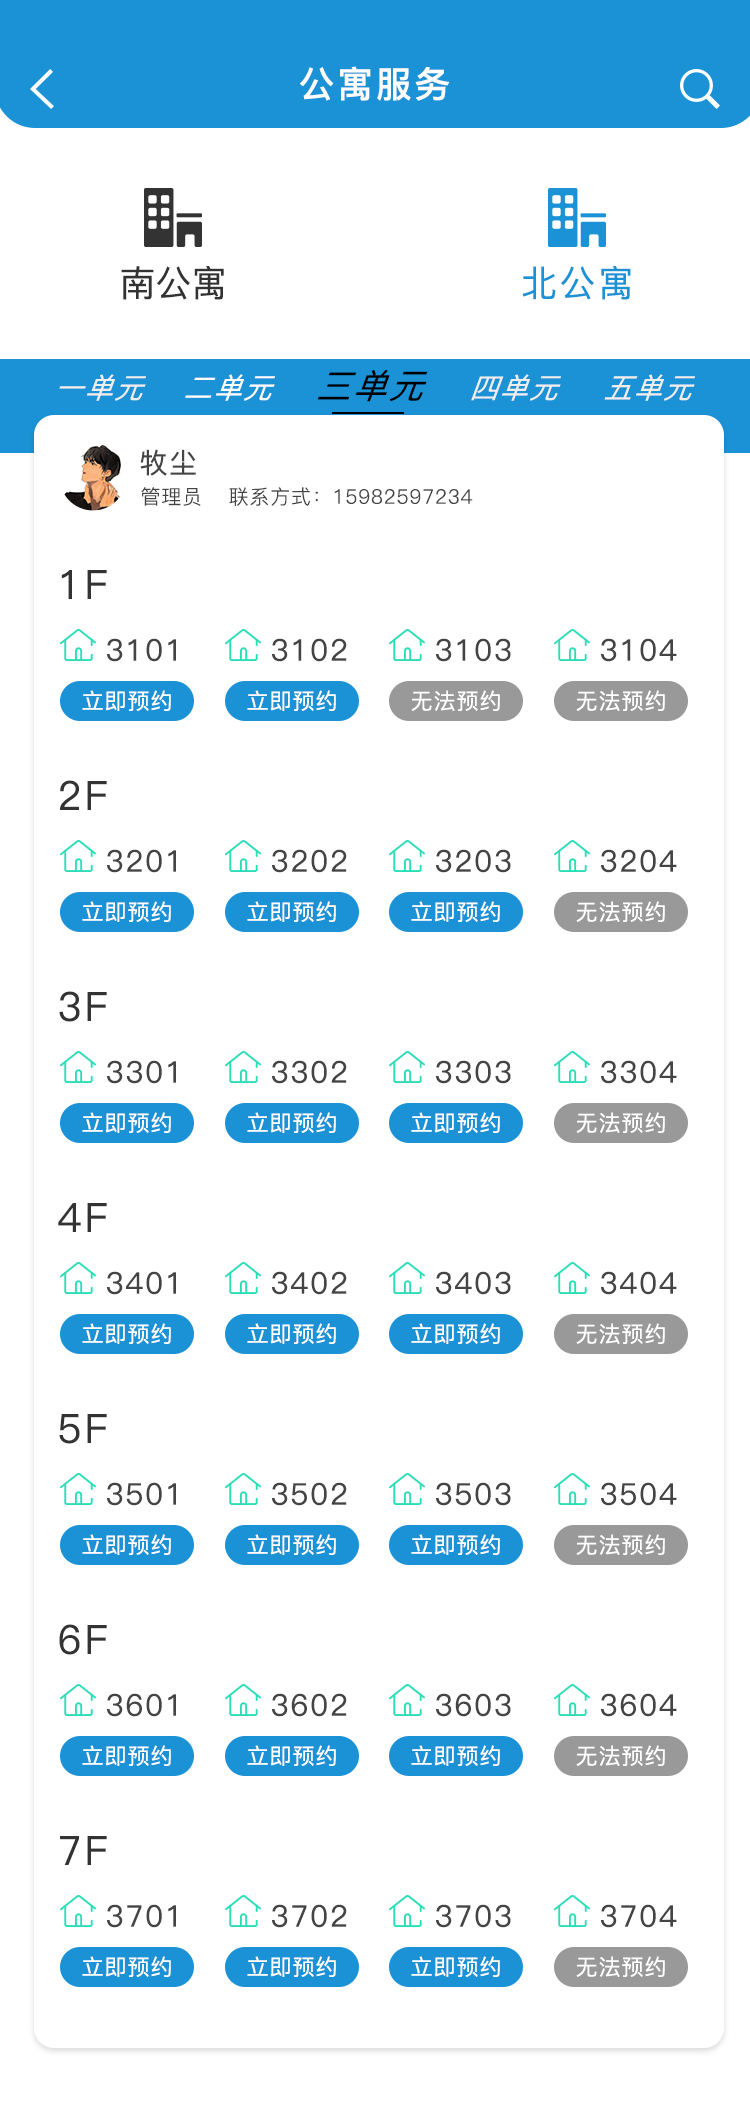 公寓服务
南公寓 北公寓
一单元 二单元 三单元 四单元 五单元
牧尘
管理员 联系方式：15982597234
1F
3101 3102 3103 3104
立即预约 立即预约 无法预约 无法预约
2F
3201 3202 3203 3204
立即预约 立即预约 立即预约 无法预约
3F
3301 3302 3303 3304
立即预约 立即预约 立即预约 无法预约
4F
3401 3402 3403 3404
立即预约 立即预约 立即预约 无法预约
5F
3501 3502 3503 3504
立即预约 立即预约 立即预约 无法预约
6F
3601 3602 3603 3604
立即预约 立即预约 立即预约 无法预约
7F
3701 3702 3703 3704
立即预约 立即预约 立即预约 无法预约